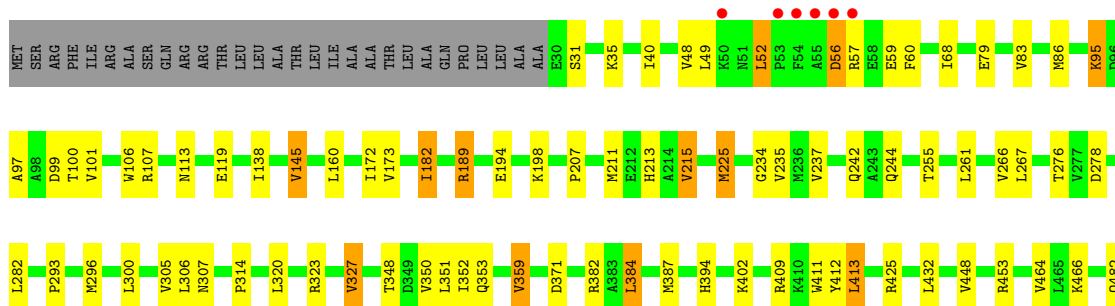 MET SER ARG PHE ILE ARG ALA SER GLN ARG ARG THR LEU LEU ALA THR LEU ILE ALA ALA THR LEU ALA GLN PRO LEU LEU ALA ALA E30 S31 K35 I40 V48 L49 K50 N51 L52 P53 F54 A55 D56 R57 E58 E59 F60 I68 E79 V83 M86 K95 D96
A97 A98 D99 T100 V101 W106 R107 N113 E119 I138 V145 L160 I172 V173 I182 R189 E194 K198 P207 M211 E212 H213 A214 V215 M225 G234 V235 M236 V237 Q242 A243 Q244 T255 L261 V266 L267 T276 V277 D278
L282 P293 M296 L300 V305 L306 N307 P314 L320 R323 V327 T348 D349 V350 L351 I352 Q353 V359 D371 R382 A383 L384 M387 H394 K402 R409 K410 W411 Y412 L413 R425 L432 V448 R453 V464 L465 K466